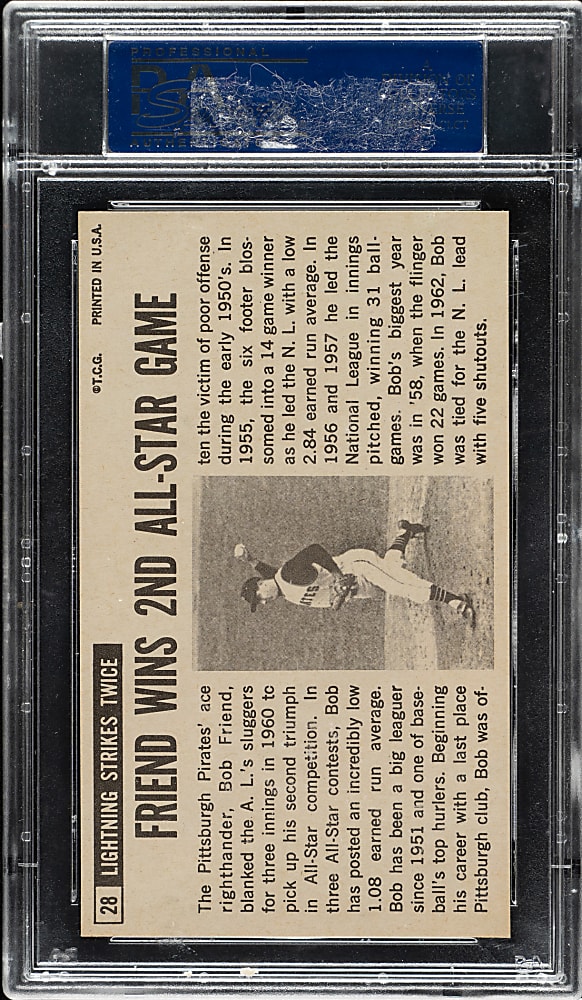 PROFESSIONAL
PSA
28 LIGHTNING STRIKES TWICE
©T.C.G. PRINTED IN U.S.A.
FRIEND WINS 2ND ALL-STAR GAME
The Pittsburgh Pirates' ace
righthander, Bob Friend,
blanked the A. L.'s sluggers
for three innings in 1960 to
pick up his second triumph
in All-Star competition. In
three All-Star contests, Bob
has posted an incredibly low
1.08 earned run average.
Bob has been a big leaguer
since 1951 and one of base-
ball's top hurlers. Beginning
his career with a last place
Pittsburgh club, Bob was of-
ten the victim of poor offense
during the early 1950's. In
1955, the six footer blos-
somed into a 14 game winner
as he led the N. L. with a low
2.84 earned run average. In
1956 and 1957 he led the
National League in innings
pitched, winning 31 ball-
games. Bob's biggest year
was in '58, when the flinger
won 22 games. In 1962, Bob
was tied for the N. L. lead
with five shutouts.